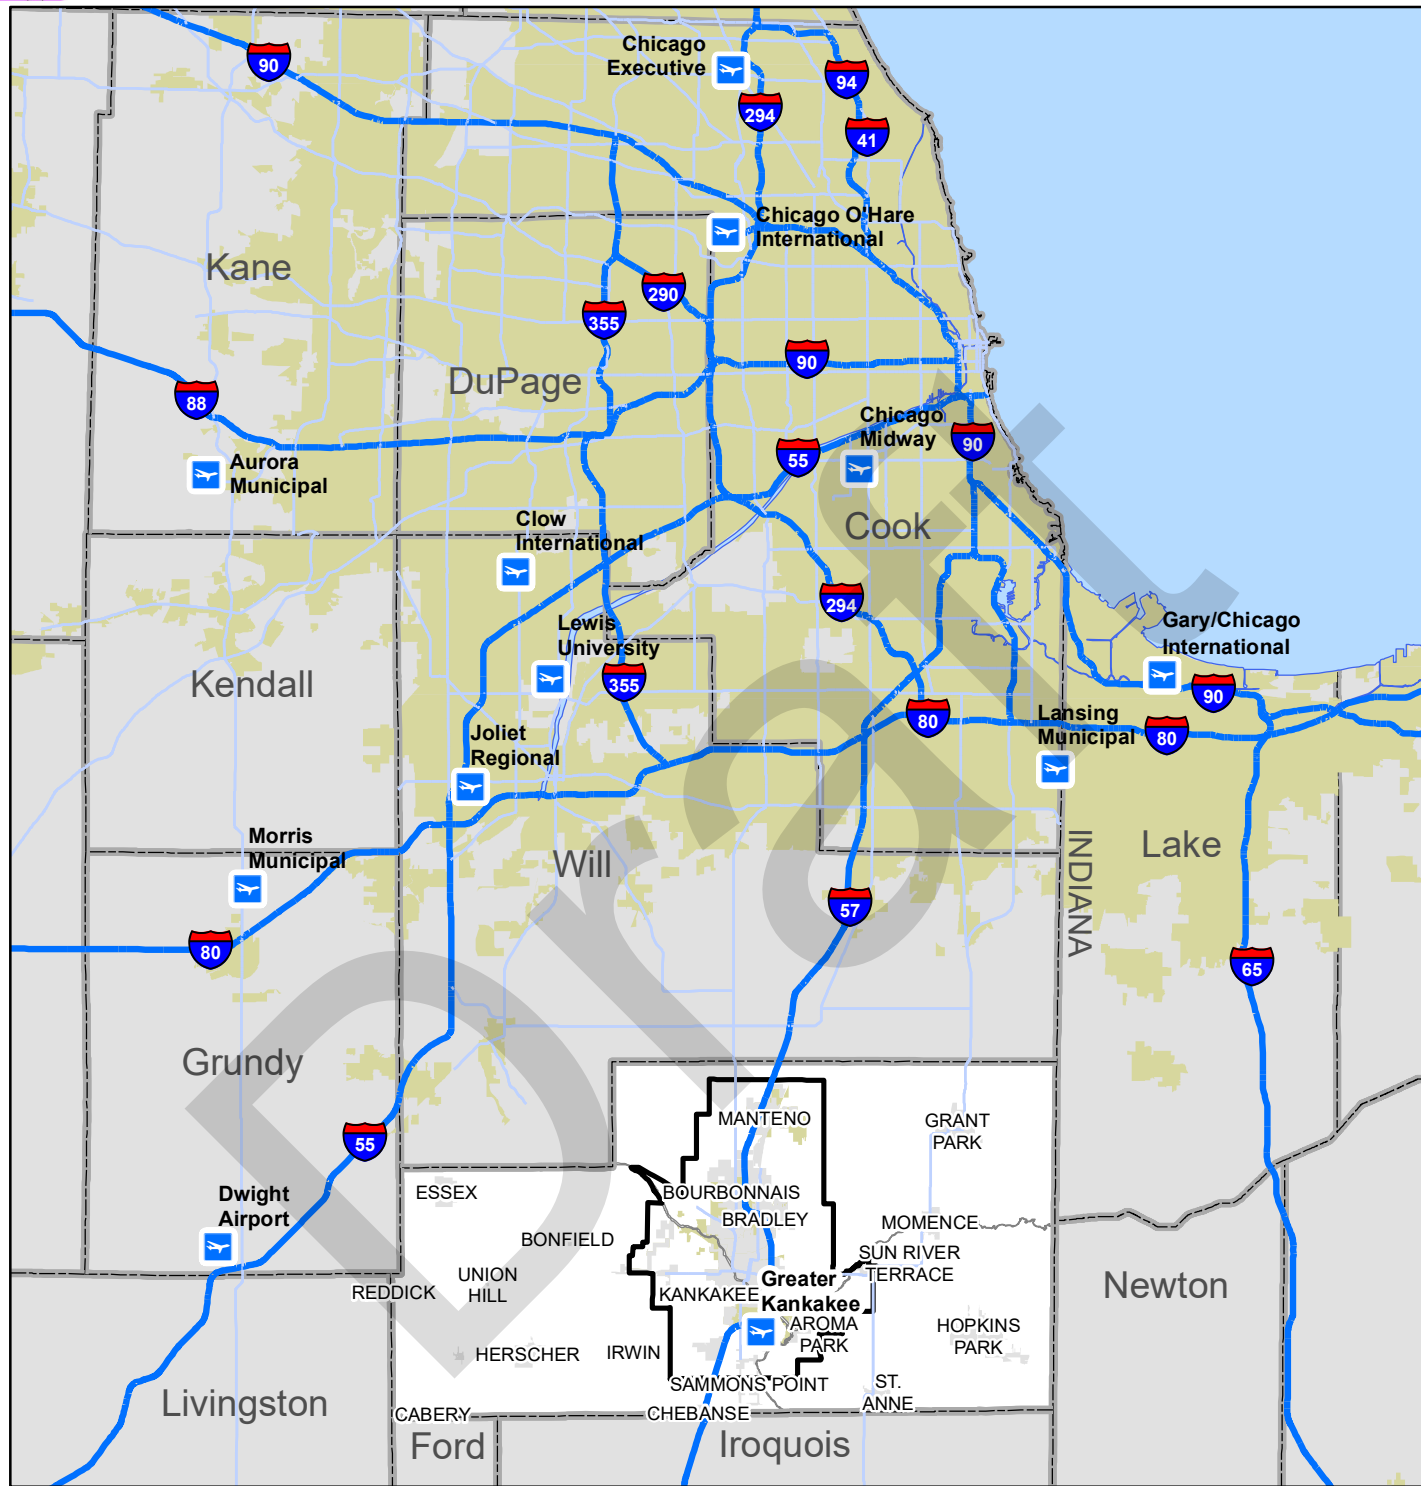 Chicago
Executive
90
94
294
41
Chicago O'Hare
International
Kane
290
355
90
DuPage
88
Chicago
Midway
90
55
Aurora
Municipal
Clow
International
Cook
294
Lewis
University
Gary/Chicago
International
Kendall
355
90
80
Lansing
Municipal
80
Joliet
Regional
Morris
Municipal
Will
INDIANA
Lake
57
80
65
Grundy
55
MANTENO
GRANT
PARK
Dwight
Airport
ESSEX
BOURBONNAIS
BRADLEY
MOMENCE
BONFIELD
SUN RIVER
TERRACE
UNION
HILL
REDDICK
KANKAKEE
Greater
Kankakee
Newton
AROMA
PARK
HOPKINS
PARK
HERSCHER
IRWIN
SAMMONS POINT
ST.
ANNE
Livingston
CABERY
CHEBANSE
Ford
Iroquois
Draft